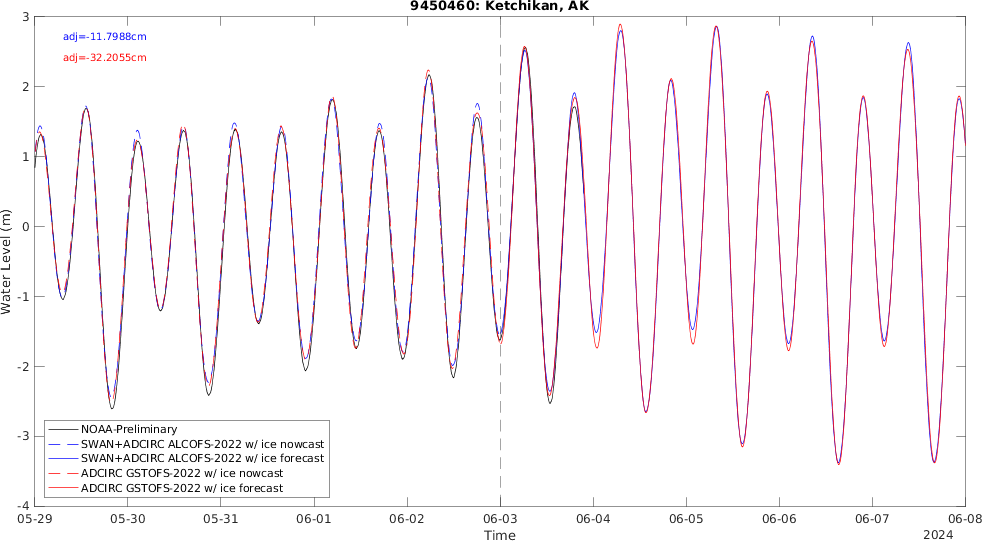 9450460: Ketchikan, AK
adj=-11.7988cm
adj=-32.2055cm
3
2
1
0
-1
-2
-3
-4
Water Level (m)
NOAA-Preliminary
SWAN+ADCIRC ALCOFS-2022 w/ ice nowcast
SWAN+ADCIRC ALCOFS-2022 w/ ice forecast
ADCIRC GSTOFS-2022 w/ ice nowcast
ADCIRC GSTOFS-2022 w/ ice forecast
05-29 05-30 05-31 06-01 06-02 06-03 06-04 06-05 06-06 06-07 06-08
Time
2024